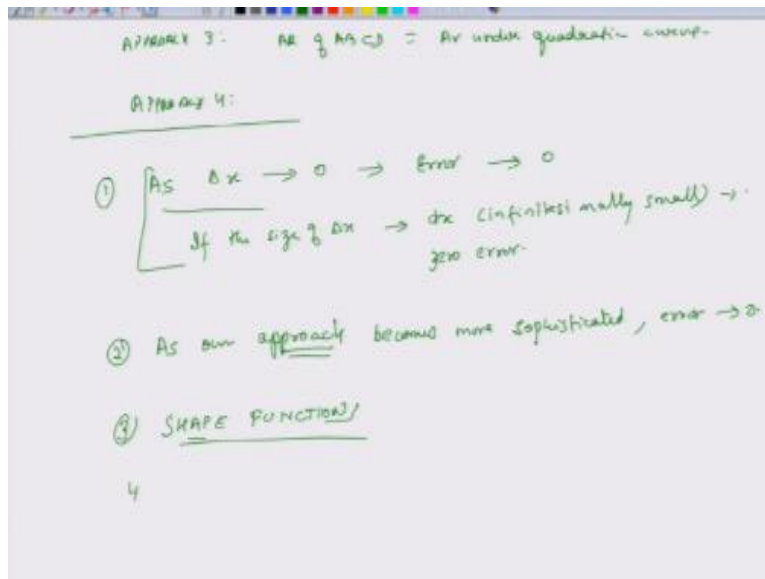 APPROACH 3: AR of ABCD = Ar under quadratic curve.
APPROACH 4:
① As Δx → 0 → Error → 0
If the size of Δx → dx (infinitesimally small) →
zero error.
② As our approach becomes more sophisticated, error → 0
③ SHAPE FUNCTIONS
4